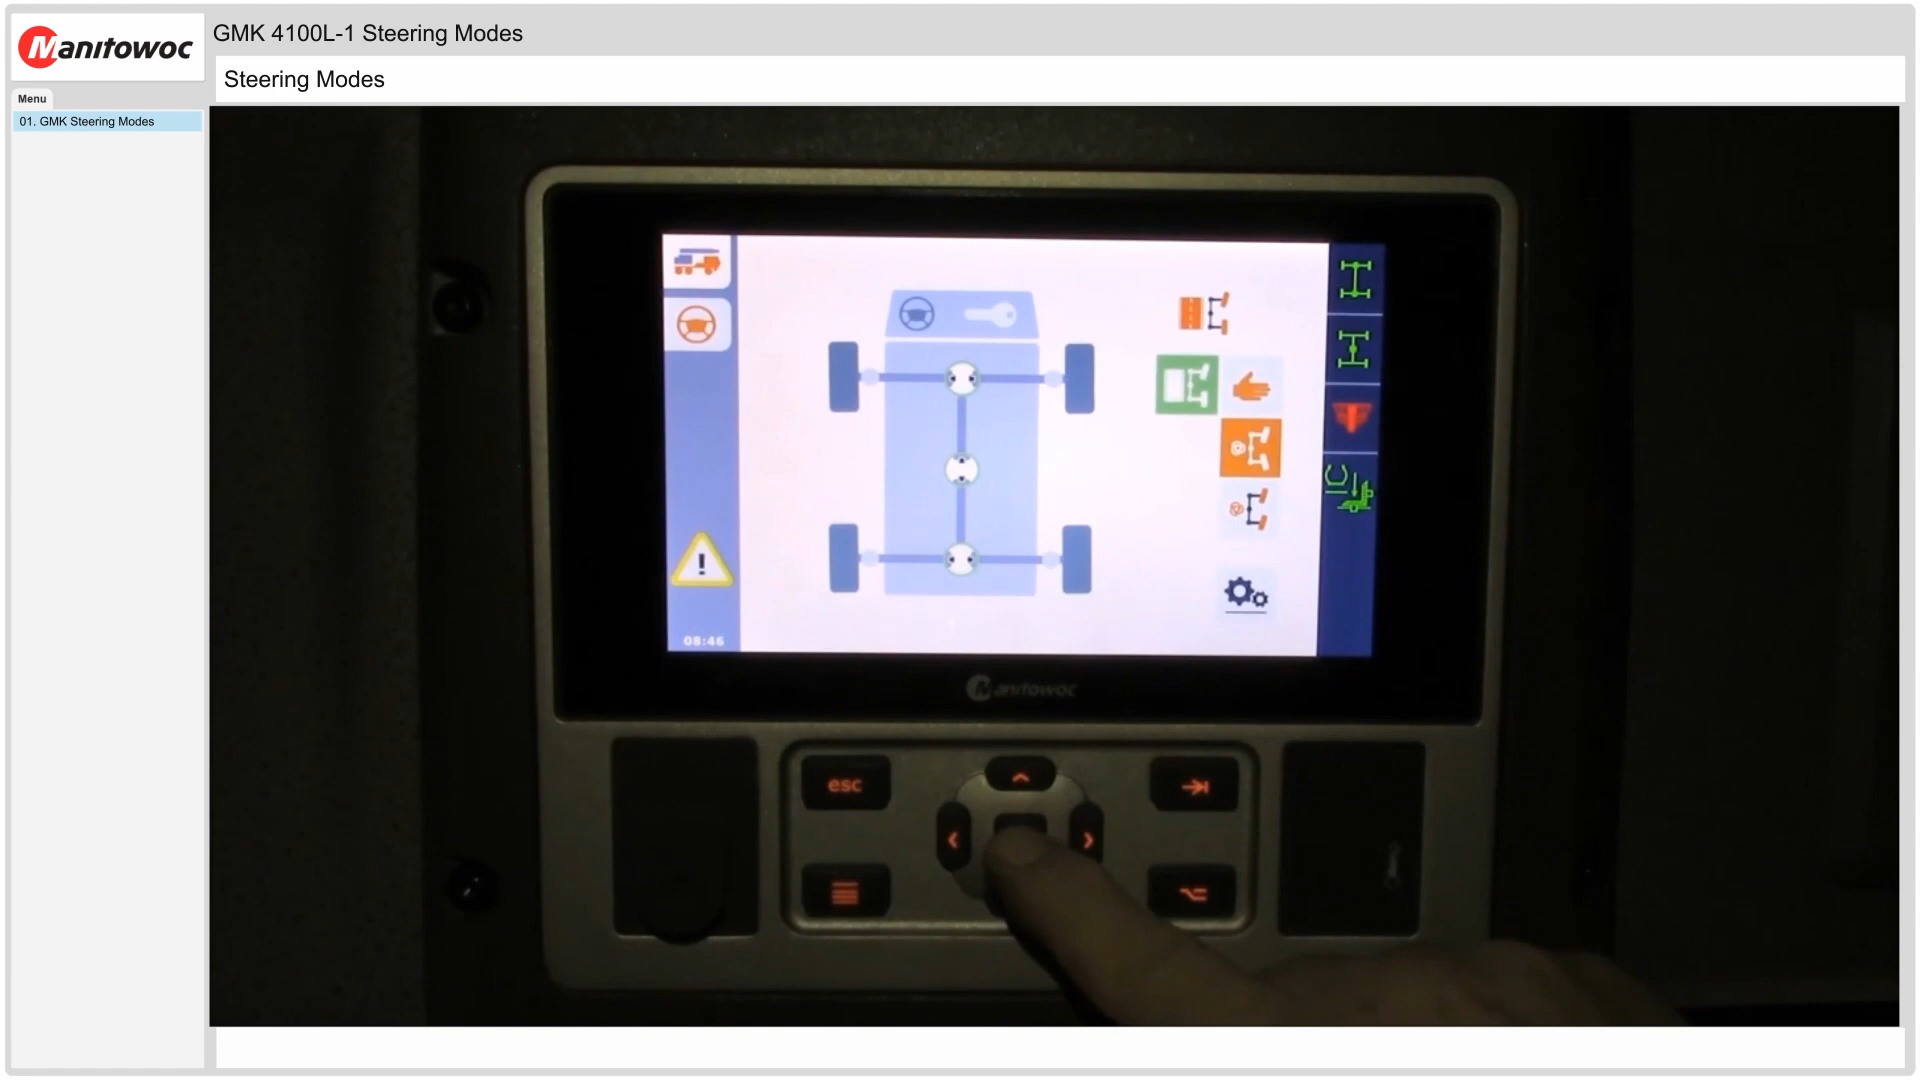 Manitowoc
GMK 4100L-1 Steering Modes
Steering Modes
Menu
01. GMK Steering Modes
!
08:46
Manitowoc
esc